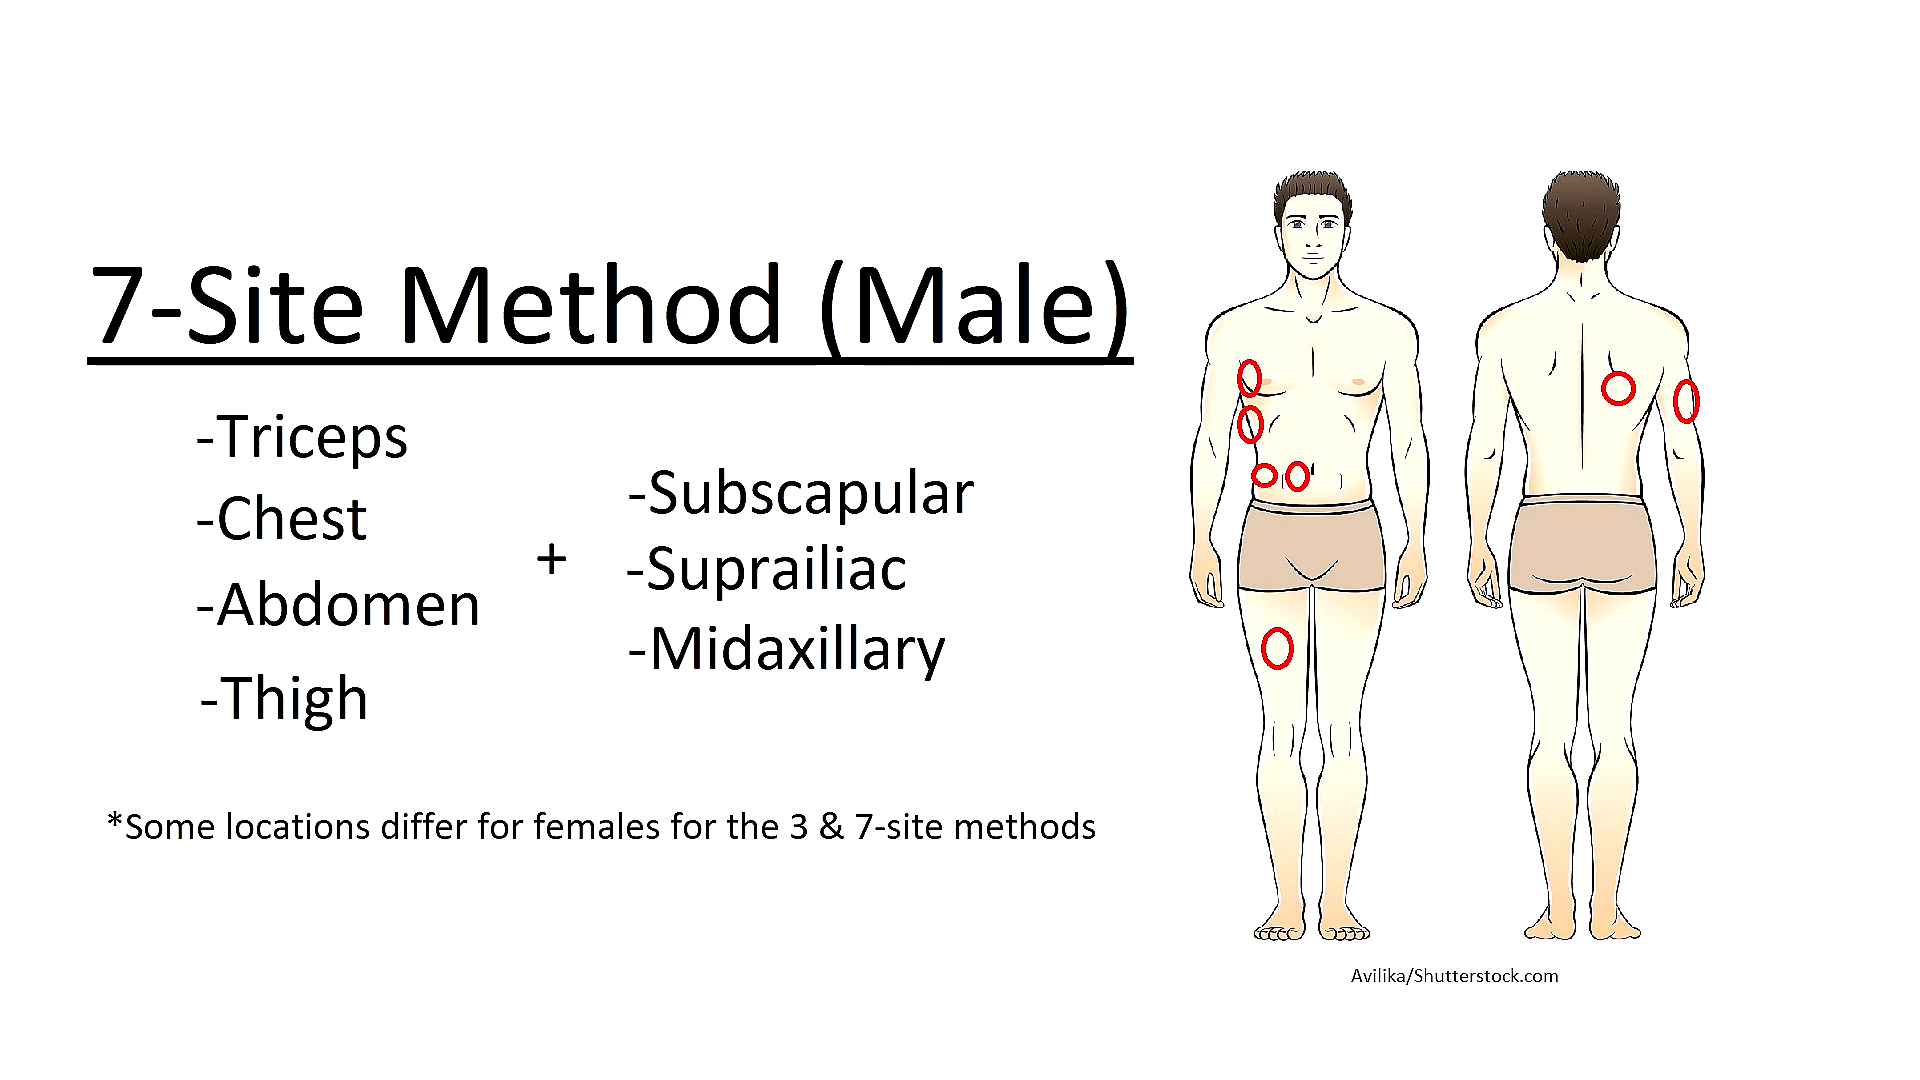 7-Site Method (Male)
-Triceps
-Chest
-Abdomen
-Thigh
+
-Subscapular
-Suprailiac
-Midaxillary
*Some locations differ for females for the 3 & 7-site methods
Avilika/Shutterstock.com